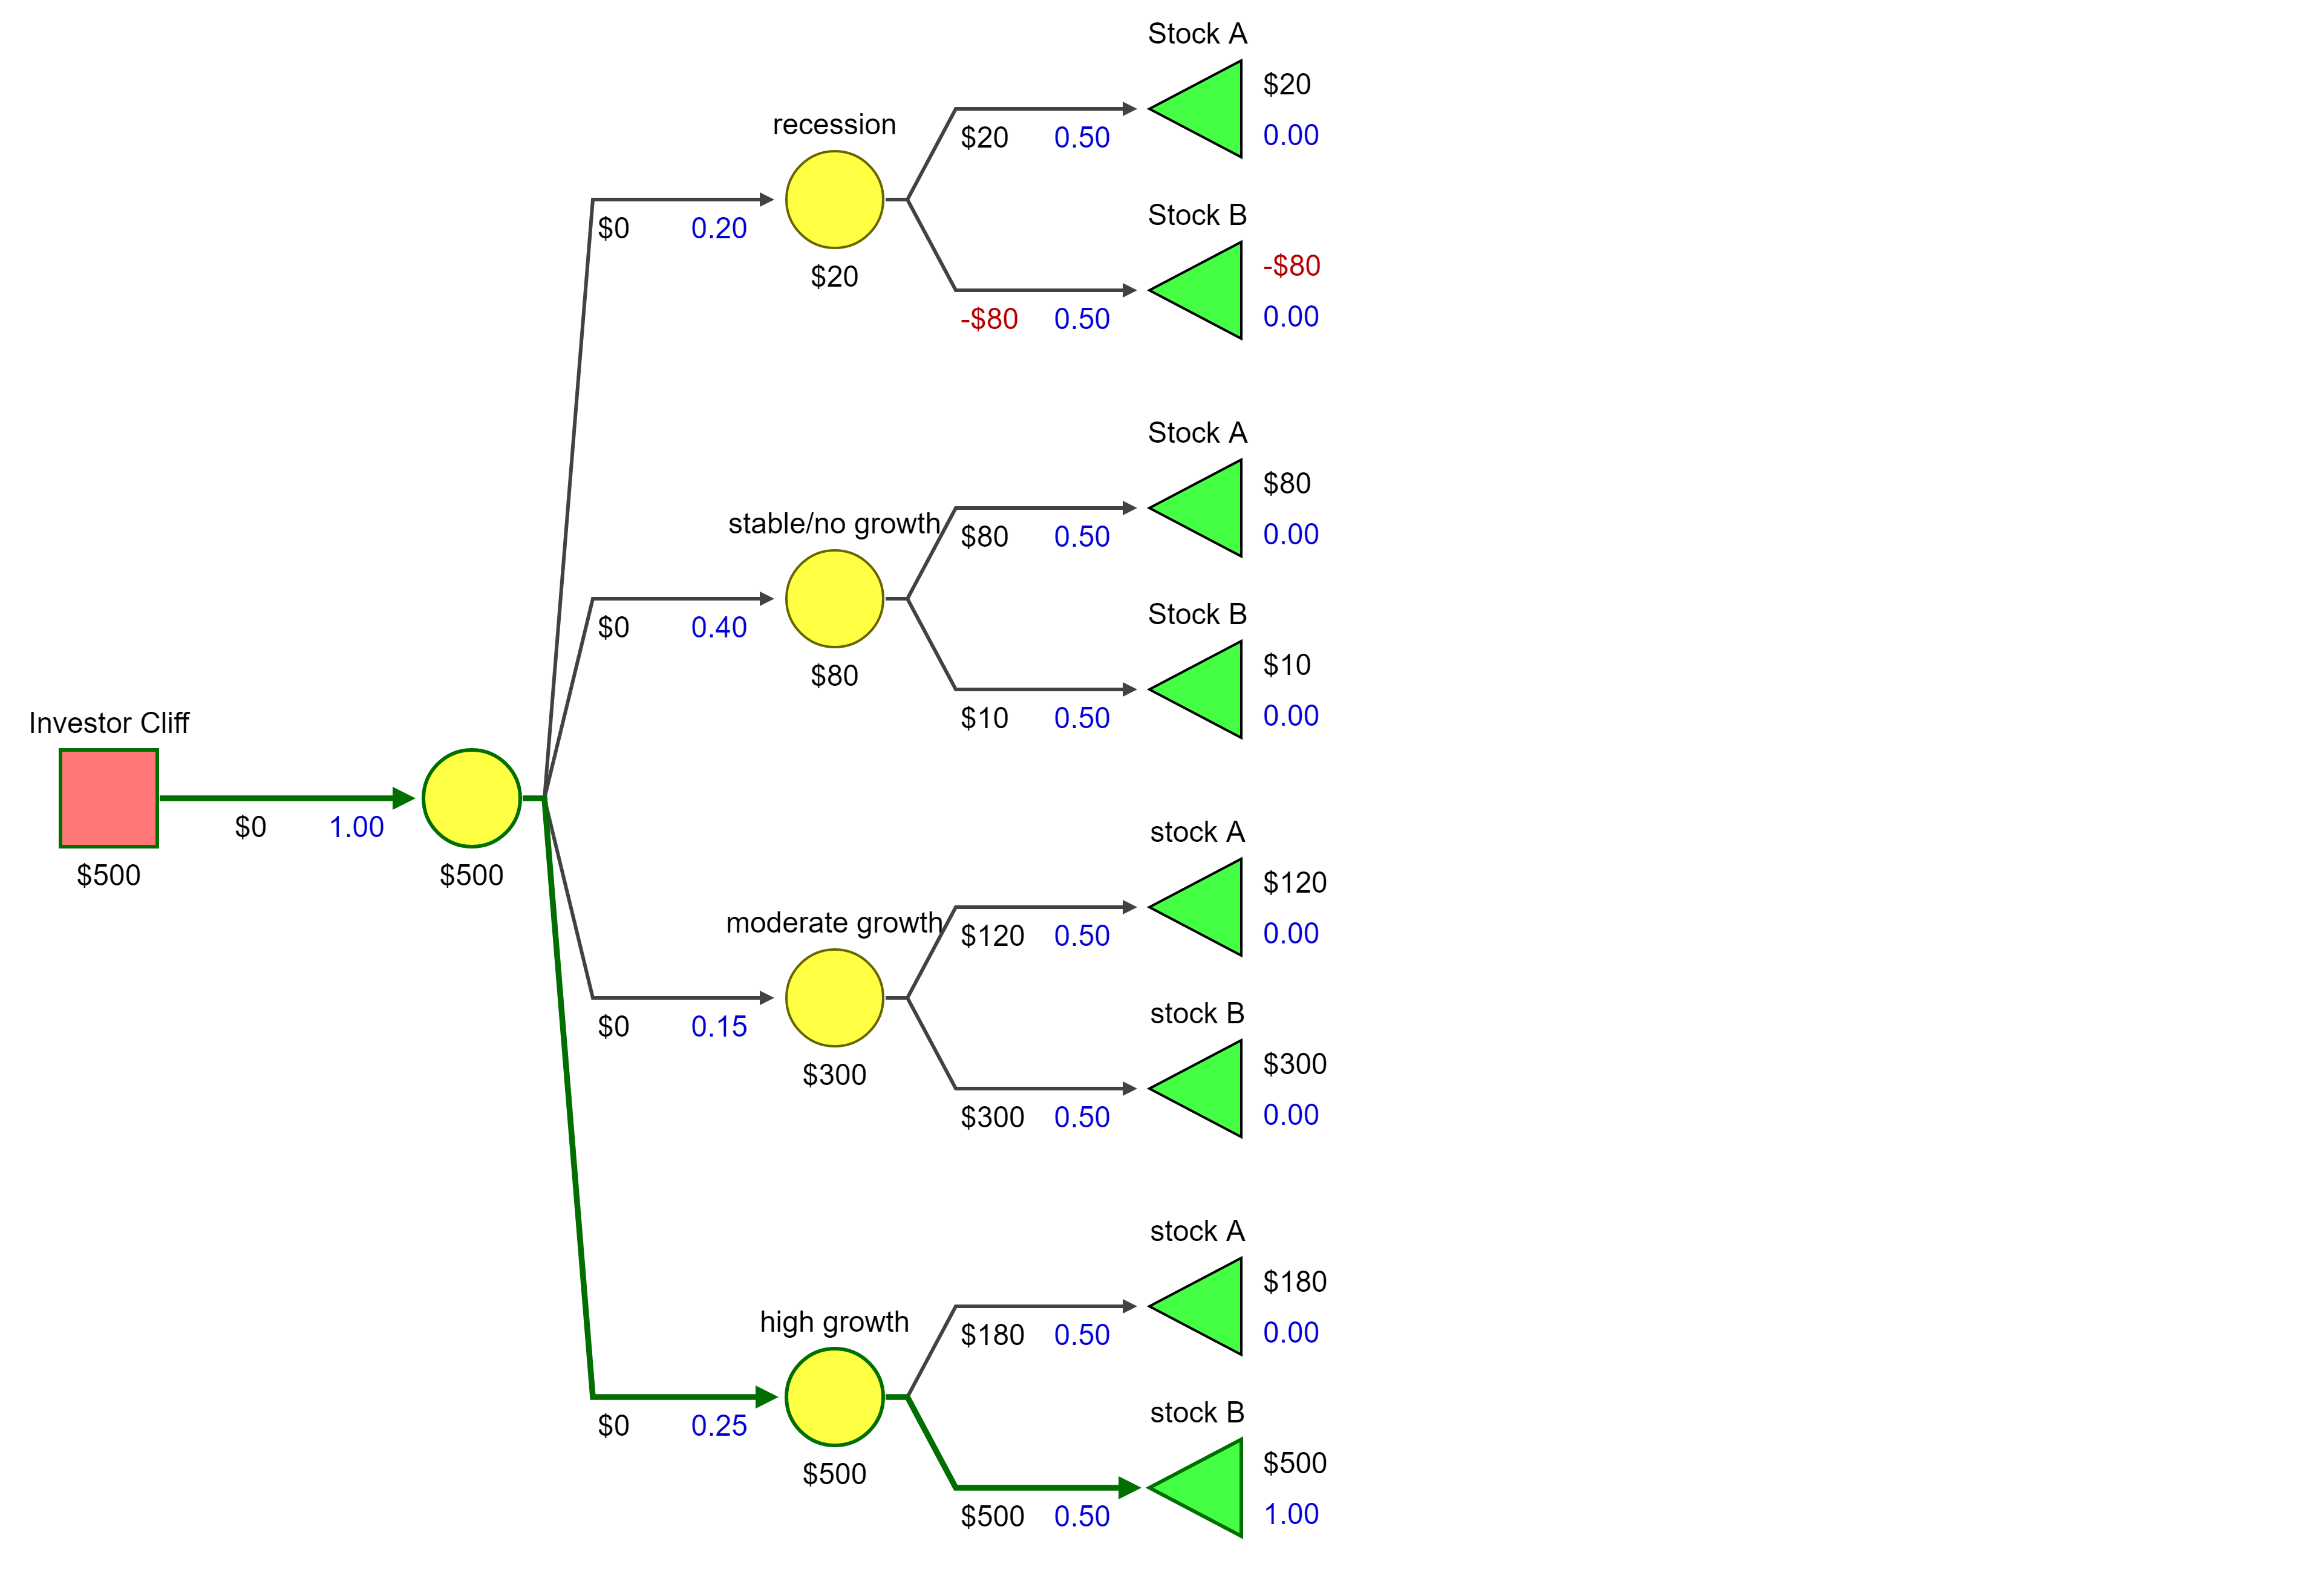 Stock A
$20
recession
$20 0.50
0.00
Stock B
$0 0.20
-$80
$20
-$80 0.50
0.00
Stock A
$80
stable/no growth
$80 0.50
0.00
Stock B
$0 0.40
$10
$80
$10 0.50
0.00
Investor Cliff
$0 1.00
$500
$500
stock A
$120
moderate growth
$120 0.50
0.00
stock B
$0 0.15
$300
$300
$300 0.50
0.00
stock A
$180
high growth
$180 0.50
0.00
stock B
$0 0.25
$500
$500
$500 0.50
1.00